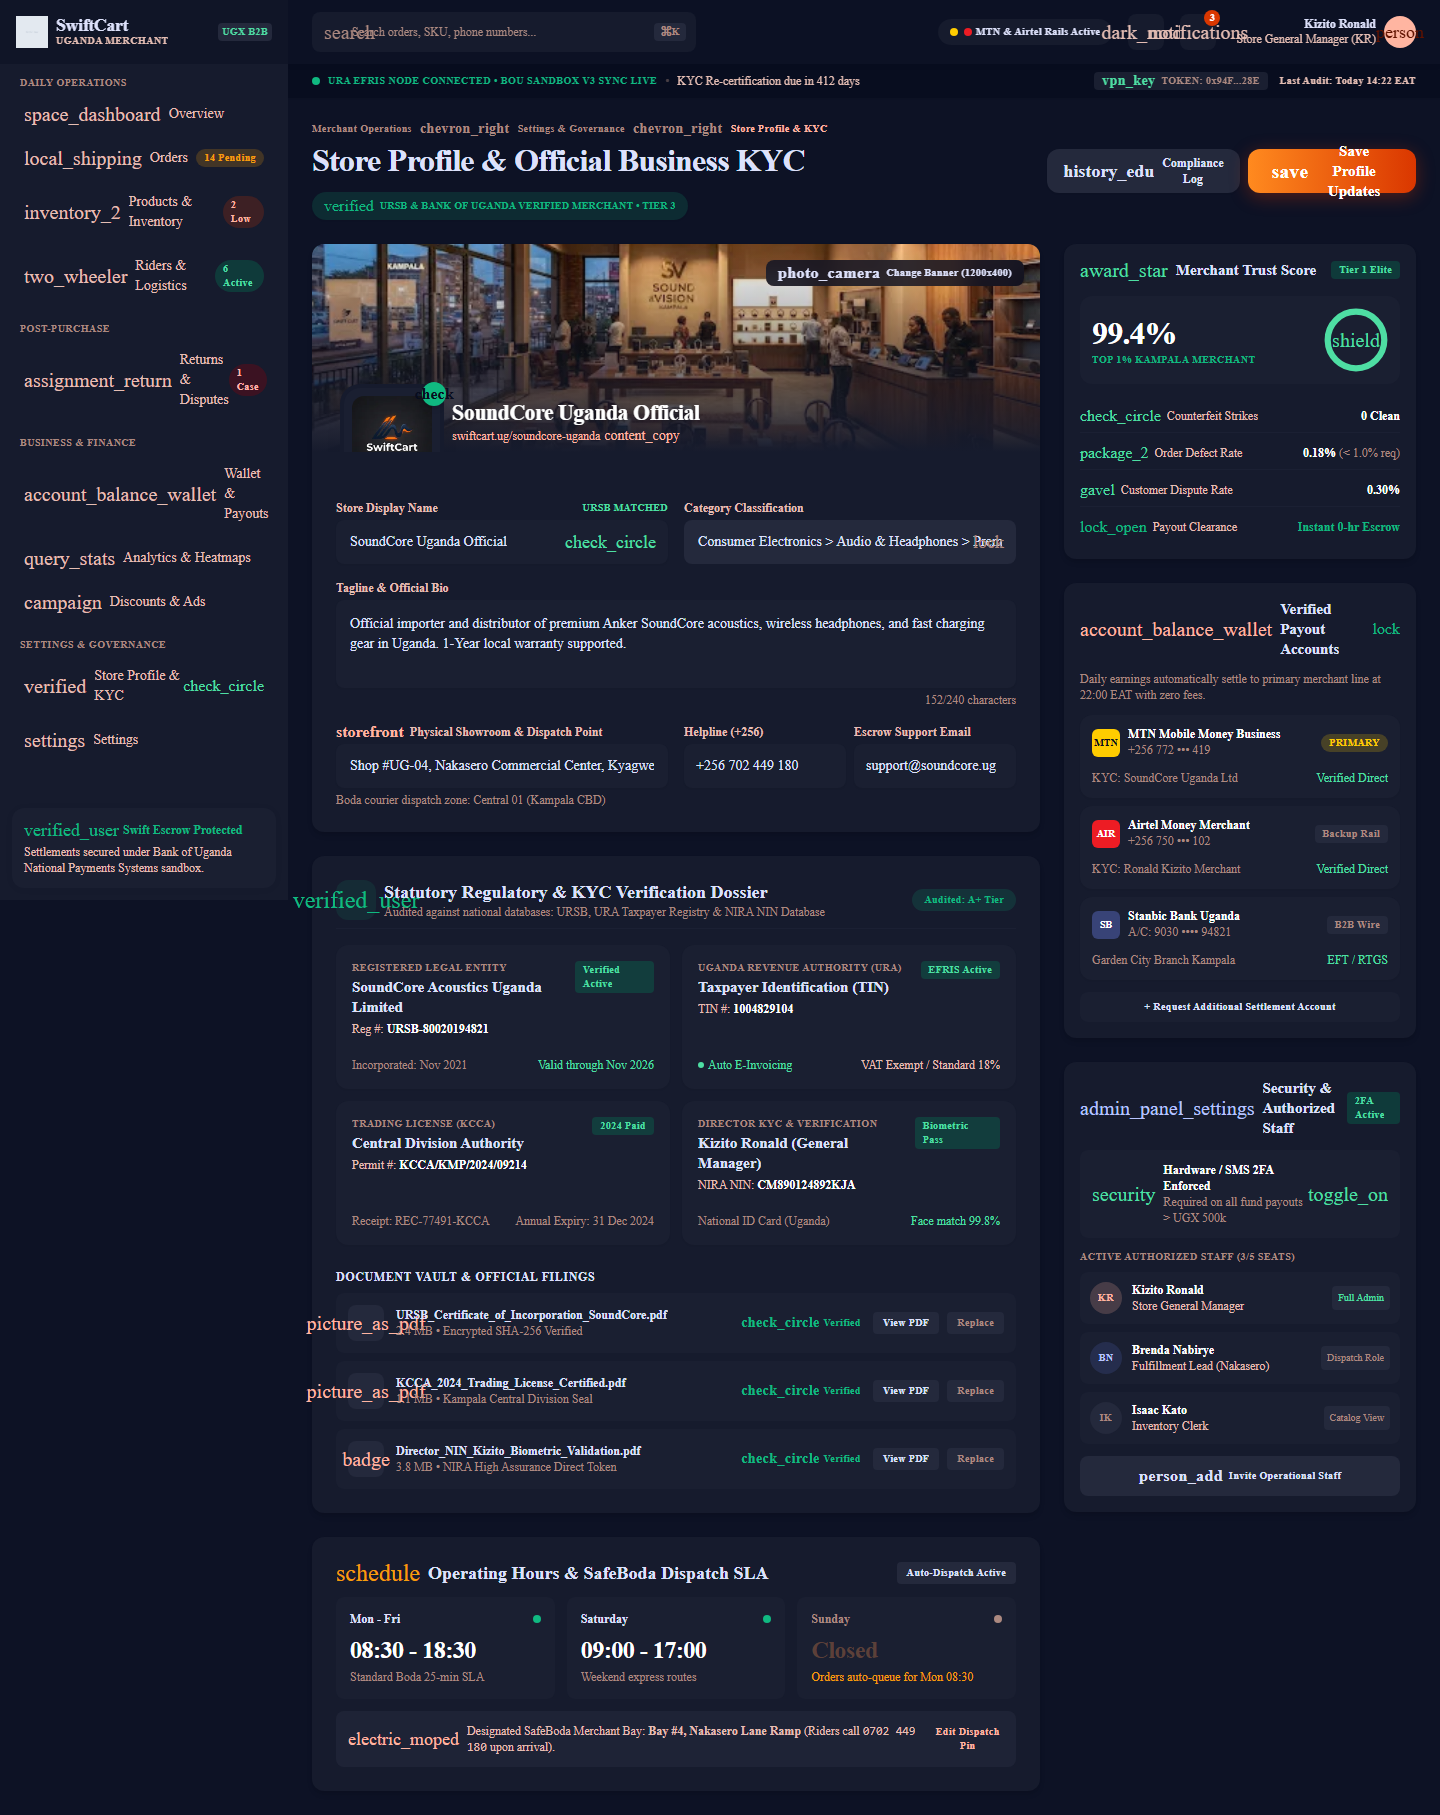 SwiftCart
UGANDA MERCHANT
UGX B2B
search
Search orders, SKU, phone numbers...
⌘K
MTN & Airtel Rails Active
dark_mode
notifications
3
Kizito Ronald
Store General Manager (KR)
person
URA EFRIS NODE CONNECTED • BOU SANDBOX V3 SYNC LIVE • KYC Re-certification due in 412 days
vpn_key TOKEN: 0x94F...28E
Last Audit: Today 14:22 EAT
DAILY OPERATIONS
space_dashboard Overview
local_shipping Orders 14 Pending
inventory_2 Products & Inventory 2 Low
two_wheeler Riders & Logistics 6 Active
POST-PURCHASE
assignment_return Returns & Disputes 1 Case
BUSINESS & FINANCE
account_balance_wallet Wallet & Payouts
query_stats Analytics & Heatmaps
campaign Discounts & Ads
SETTINGS & GOVERNANCE
verified Store Profile & KYC check_circle
settings Settings
verified_user Swift Escrow Protected
Settlements secured under Bank of Uganda
National Payments Systems sandbox.
Merchant Operations chevron_right Settings & Governance chevron_right Store Profile & KYC
Store Profile & Official Business KYC
verified URSB & BANK OF UGANDA VERIFIED MERCHANT • TIER 3
history_edu Compliance Log
save Save Profile Updates
KAMPALA
SV
SOUND
VISION
photo_camera Change Banner (1200x400)
check
SwiftCart
SoundCore Uganda Official
swiftcart.ug/soundcore-uganda content_copy
Store Display Name
URSB MATCHED
SoundCore Uganda Official check_circle
Category Classification
Consumer Electronics > Audio & Headphones > Prem
lock
Tagline & Official Bio
Official importer and distributor of premium Anker SoundCore acoustics, wireless headphones, and fast charging
gear in Uganda. 1-Year local warranty supported.
152/240 characters
storefront Physical Showroom & Dispatch Point
Shop #UG-04, Nakasero Commercial Center, Kyagwe
Boda courier dispatch zone: Central 01 (Kampala CBD)
Helpline (+256)
+256 702 449 180
Escrow Support Email
support@soundcore.ug
verified_user
Statutory Regulatory & KYC Verification Dossier
Audited against national databases: URSB, URA Taxpayer Registry & NIRA NIN Database
Audited: A+ Tier
REGISTERED LEGAL ENTITY
SoundCore Acoustics Uganda
Limited
Reg #: URSB-80020194821
Verified
Active
Incorporated: Nov 2021
Valid through Nov 2026
UGANDA REVENUE AUTHORITY (URA)
Taxpayer Identification (TIN)
TIN #: 1004829104
EFRIS Active
Auto E-Invoicing
VAT Exempt / Standard 18%
TRADING LICENSE (KCCA)
Central Division Authority
Permit #: KCCA/KMP/2024/09214
2024 Paid
Receipt: REC-77491-KCCA
Annual Expiry: 31 Dec 2024
DIRECTOR KYC & VERIFICATION
Kizito Ronald (General
Manager)
NIRA NIN: CM890124892KJA
Biometric
Pass
National ID Card (Uganda)
Face match 99.8%
DOCUMENT VAULT & OFFICIAL FILINGS
picture_as_pdf
URSB_Certificate_of_Incorporation_SoundCore.pdf
MB • Encrypted SHA-256 Verified
check_circle Verified View PDF Replace
picture_as_pdf
KCCA_2024_Trading_License_Certified.pdf
MB • Kampala Central Division Seal
check_circle Verified View PDF Replace
badge
Director_NIN_Kizito_Biometric_Validation.pdf
3.8 MB • NIRA High Assurance Direct Token
check_circle Verified View PDF Replace
schedule Operating Hours & SafeBoda Dispatch SLA
Auto-Dispatch Active
Mon - Fri
08:30 - 18:30
Standard Boda 25-min SLA
Saturday
09:00 - 17:00
Weekend express routes
Sunday
Closed
Orders auto-queue for Mon 08:30
electric_moped
Designated SafeBoda Merchant Bay: Bay #4, Nakasero Lane Ramp (Riders call 0702 449
180 upon arrival).
Edit Dispatch
Pin
award_star Merchant Trust Score Tier 1 Elite
99.4%
TOP 1% KAMPALA MERCHANT
shield
check_circle Counterfeit Strikes 0 Clean
package_2 Order Defect Rate 0.18% (< 1.0% req)
gavel Customer Dispute Rate 0.30%
lock_open Payout Clearance Instant 0-hr Escrow
account_balance_wallet Verified Payout Accounts lock
Daily earnings automatically settle to primary merchant line at
22:00 EAT with zero fees.
MTN
MTN Mobile Money Business
+256 772 ••• 419
PRIMARY
KYC: SoundCore Uganda Ltd
Verified Direct
AIR
Airtel Money Merchant
+256 750 ••• 102
Backup Rail
KYC: Ronald Kizito Merchant
Verified Direct
SB
Stanbic Bank Uganda
A/C: 9030 •••• 94821
B2B Wire
Garden City Branch Kampala
EFT / RTGS
+ Request Additional Settlement Account
admin_panel_settings Security & Authorized Staff 2FA Active
security
Hardware / SMS 2FA
Enforced
Required on all fund payouts
> UGX 500k
toggle_on
ACTIVE AUTHORIZED STAFF (3/5 SEATS)
KR
Kizito Ronald
Store General Manager
Full Admin
BN
Brenda Nabirye
Fulfillment Lead (Nakasero)
Dispatch Role
IK
Isaac Kato
Inventory Clerk
Catalog View
person_add Invite Operational Staff